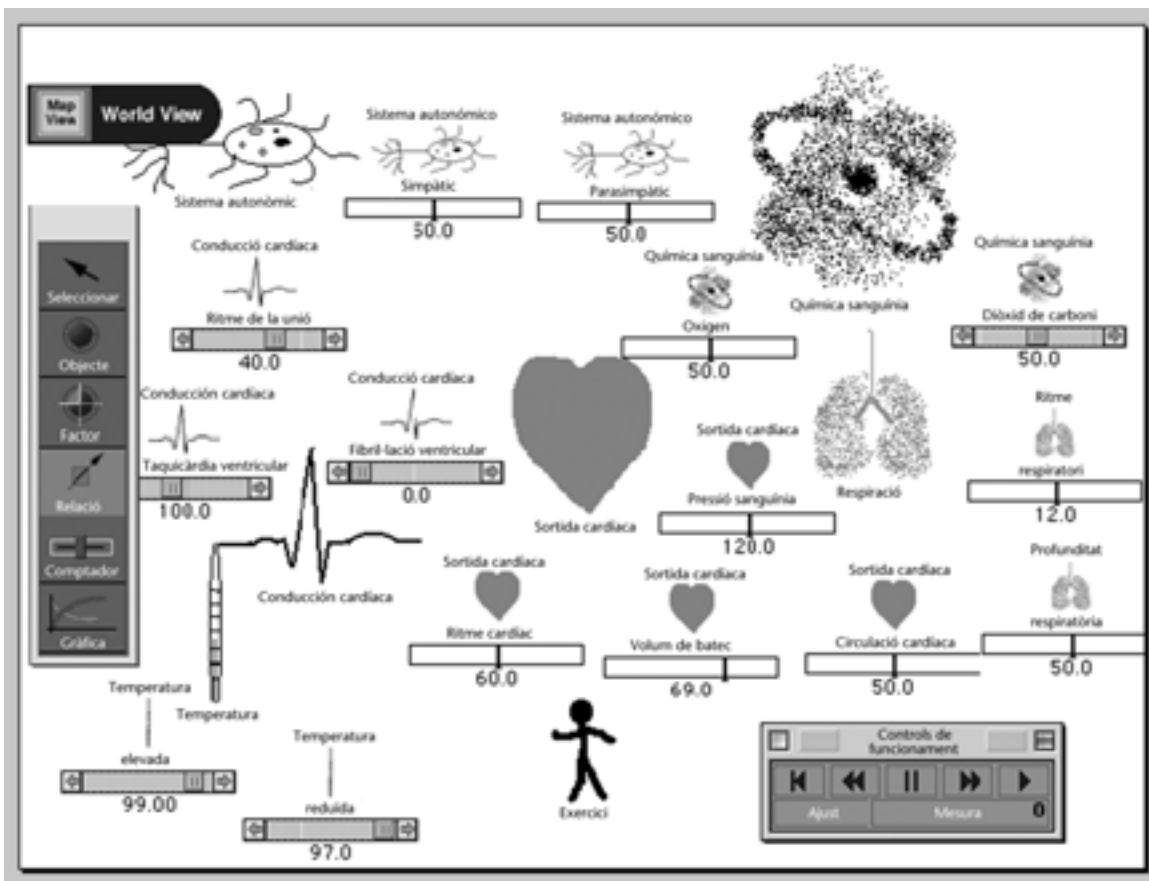 Map
View
World View
Sistema autonòmic
Sistema autonómico
Simpàtic
50.0
Sistema autonómico
Parasimpàtic
50.0
Química sanguínia
Química sanguínia
Oxigen
50.0
Química sanguínia
Diòxid de carboni
50.0
Seleccionar
Objecte
Factor
Relació
Comptador
Gràfica
Conducció cardíaca
Ritme de la unió
40.0
Conducción cardíaca
Taquicàrdia ventricular
100.0
Conducció cardíaca
Fibril·lació ventricular
0.0
Conducción cardíaca
Sortida cardíaca
Sortida cardíaca
Pressió sanguínia
120.0
Respiració
Ritme
respiratori
12.0
Profunditat
respiratòria
50.0
Sortida cardíaca
Ritme cardíac
60.0
Sortida cardíaca
Volum de batec
69.0
Sortida cardíaca
Circulació cardíaca
50.0
Temperatura
Temperatura
elevada
99.00
Temperatura
reduïda
97.0
Exercici
Controls de
funcionament
Ajust
Mesura
0